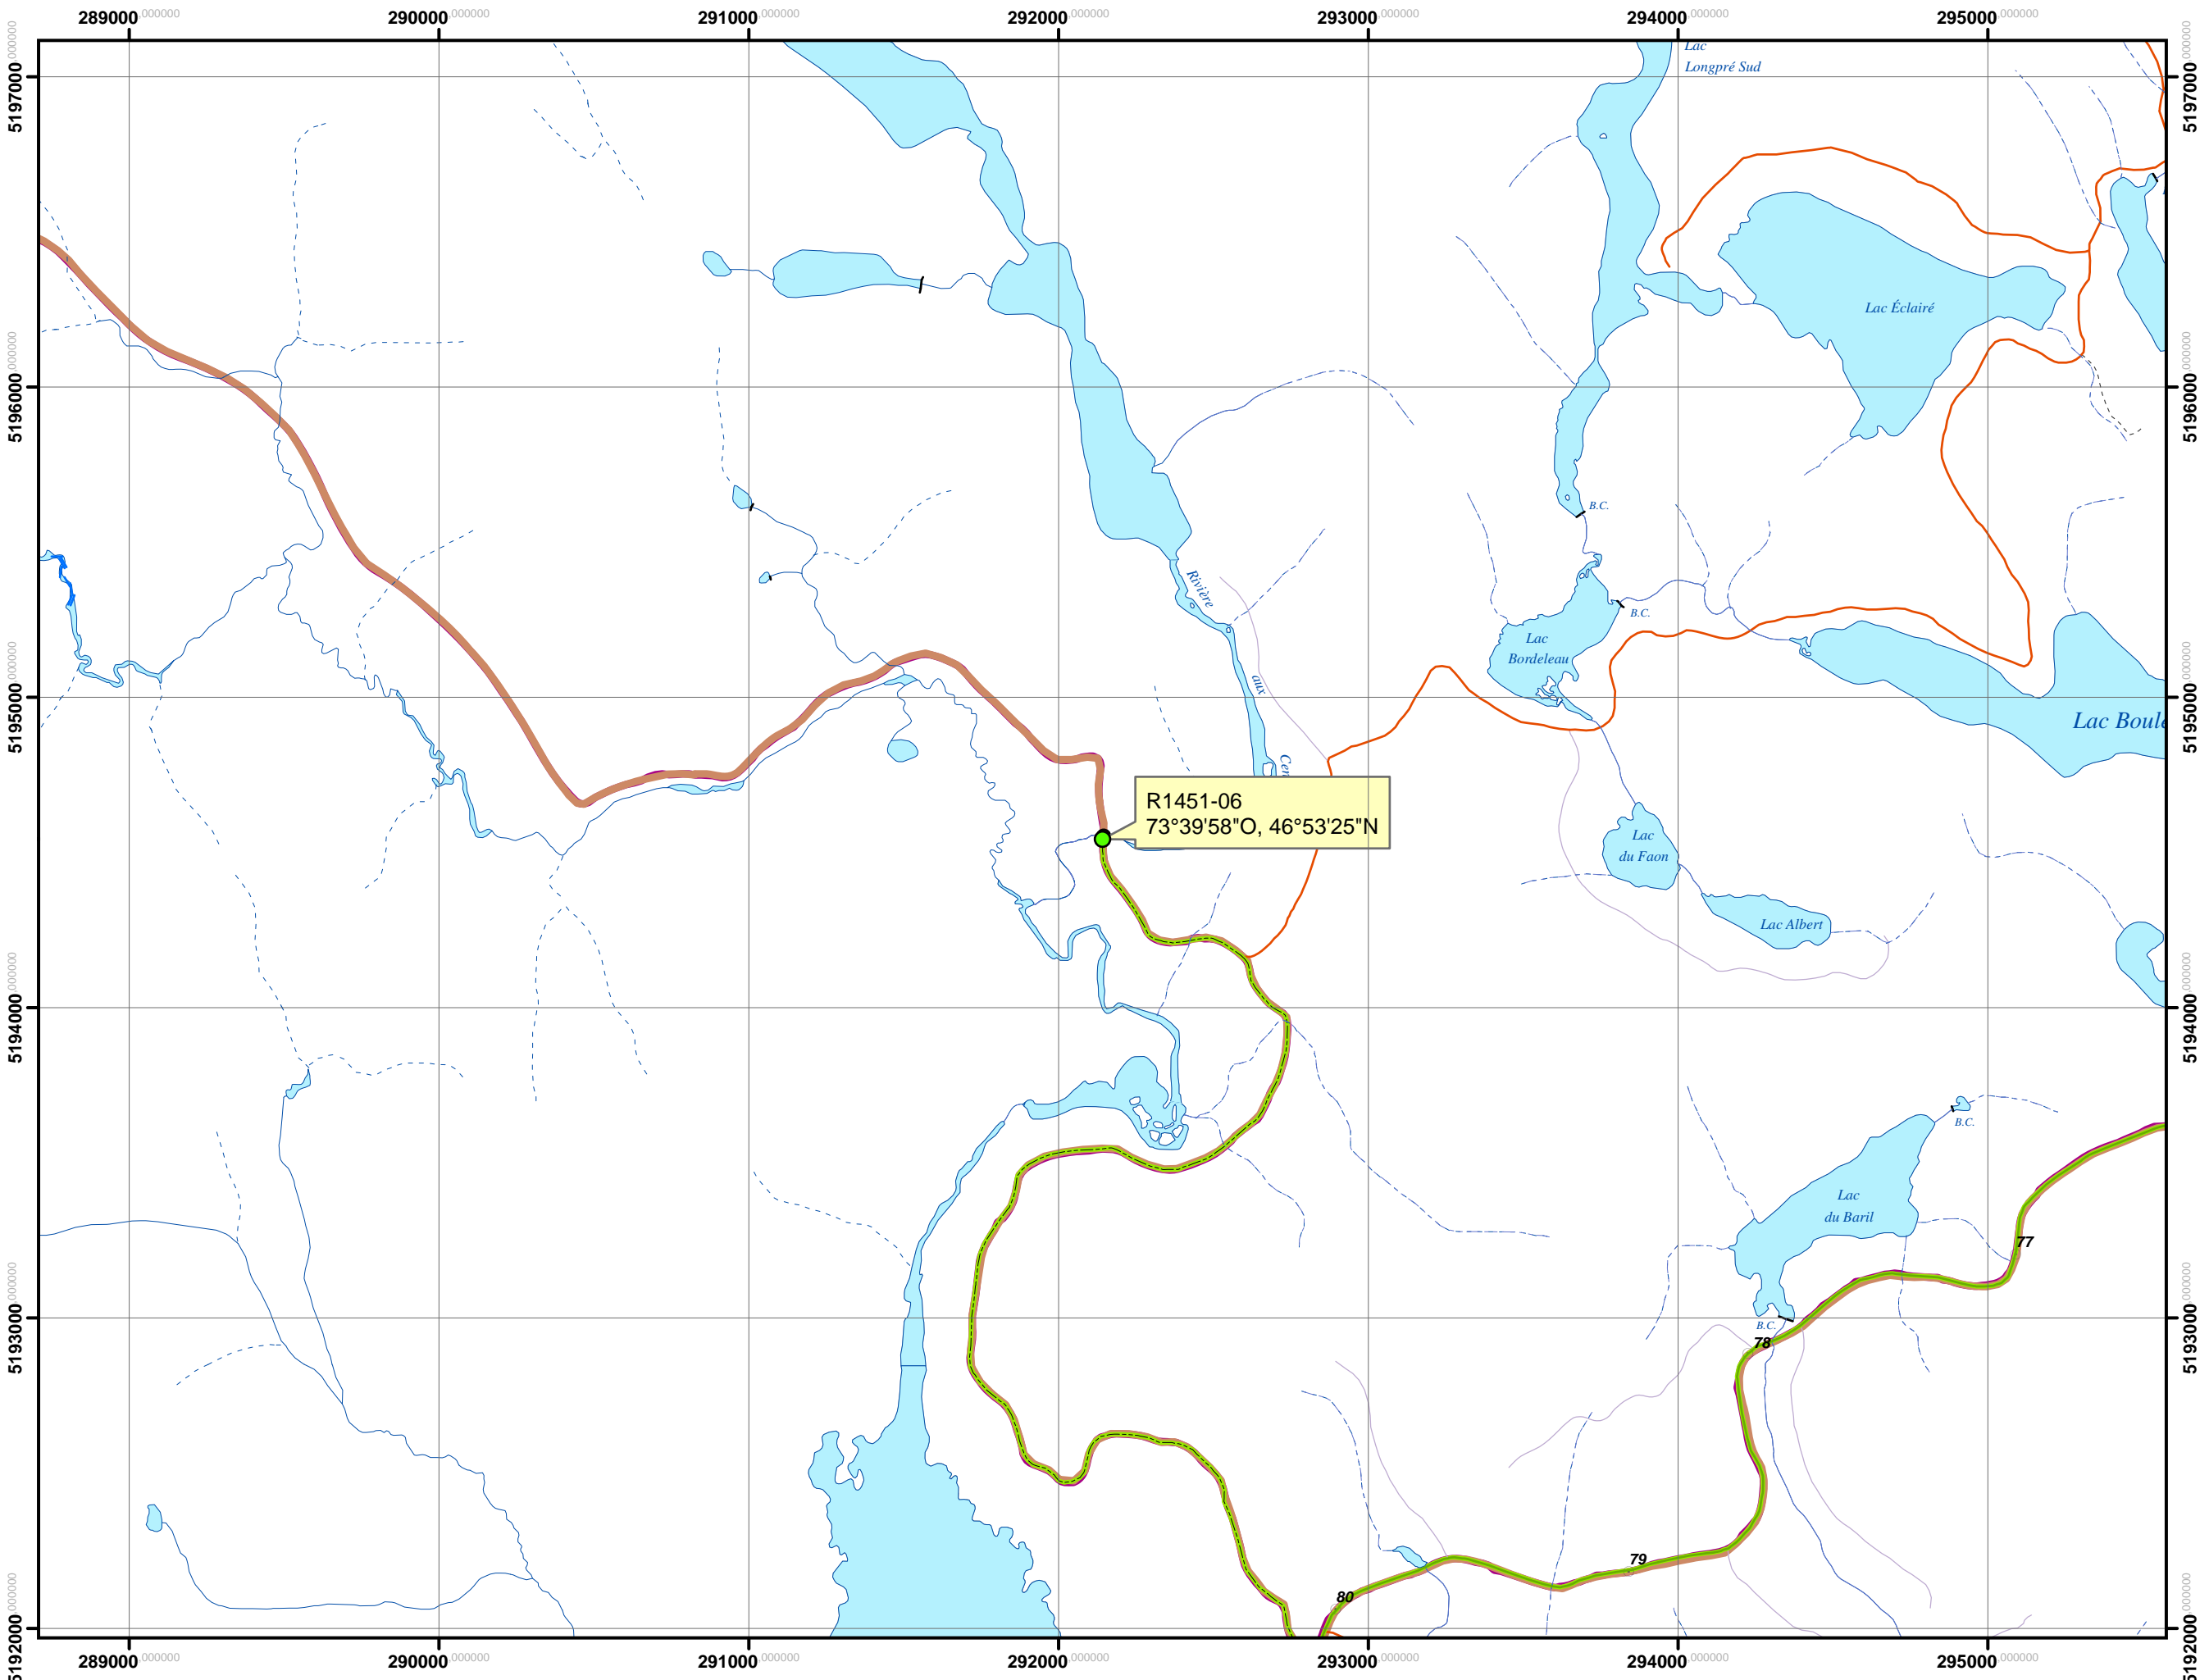 289000,000000 290000,000000 291000,000000 292000,000000 293000,000000 294000,000000 295000,000000
5197000,000000
5197000,000000
Lac
Longpré Sud
Lac Éclairé
5196000,000000
5196000,000000
B.C.
Rivière
B.C.
Lac
Bordeleau
aux
5195000,000000
5195000,000000
Lac Boule
Cen
R1451-06
73°39'58"O, 46°53'25"N
Lac
du Faon
Lac Albert
5194000,000000
5194000,000000
B.C.
Lac
du Baril
77
5193000,000000
5193000,000000
B.C.
78
79
80
5192000,000000
5192000,000000
289000,000000 290000,000000 291000,000000 292000,000000 293000,000000 294000,000000 295000,000000